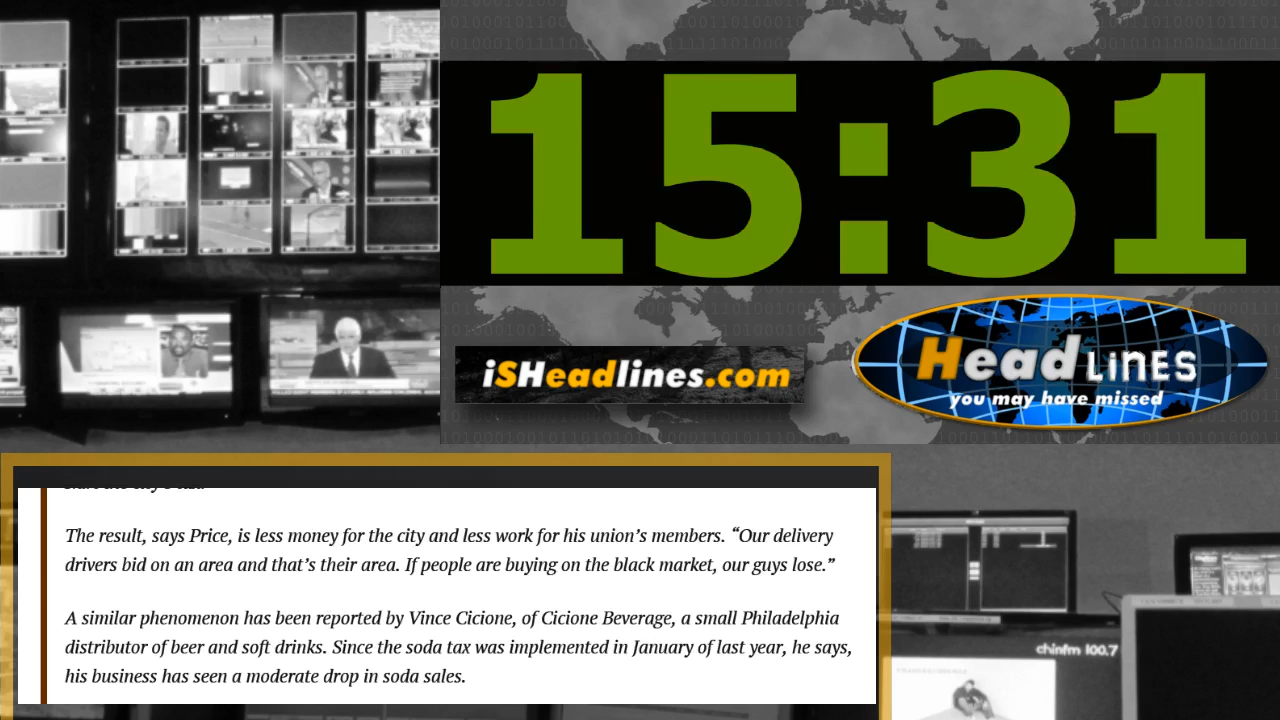 15:31
iSHeadlines.com
HeadLINES
you may have missed
The result, says Price, is less money for the city and less work for his union’s members. “Our delivery
drivers bid on an area and that’s their area. If people are buying on the black market, our guys lose.”
A similar phenomenon has been reported by Vince Cicione, of Cicione Beverage, a small Philadelphia
distributor of beer and soft drinks. Since the soda tax was implemented in January of last year, he says,
his business has seen a moderate drop in soda sales.
chinfm 100.7